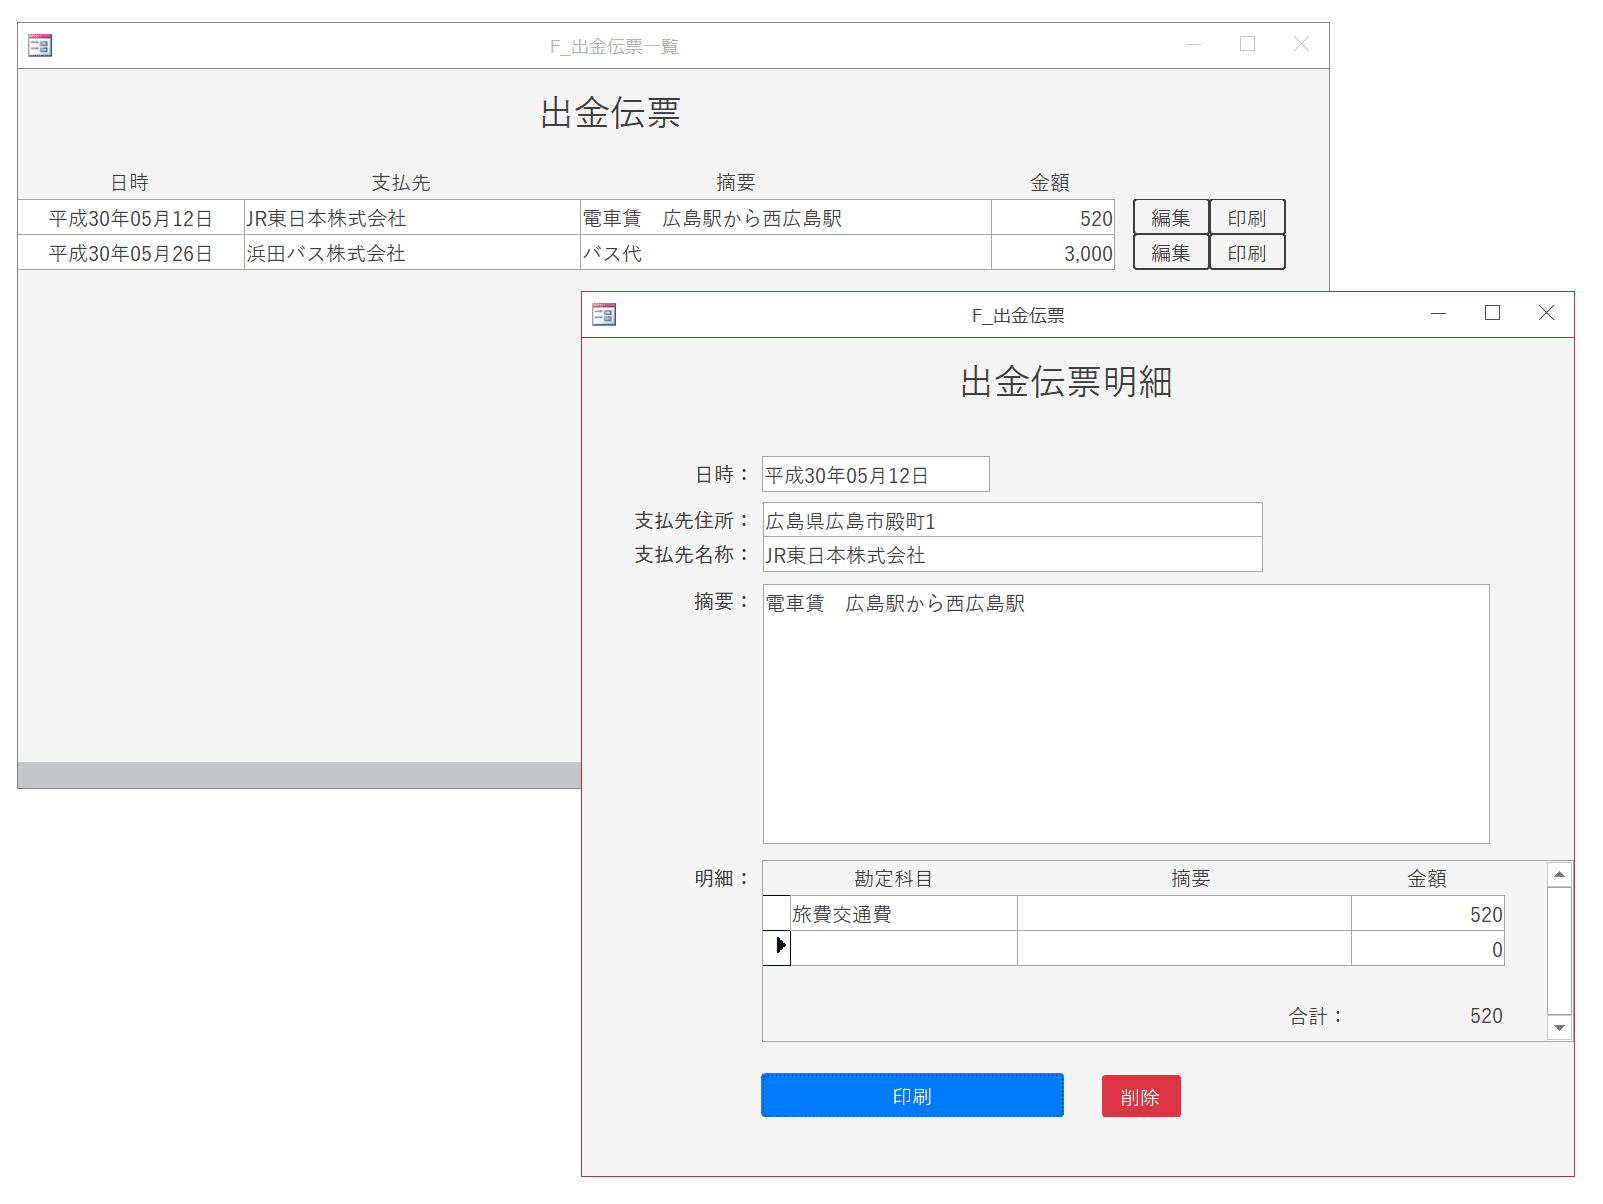 F_出金伝票一覧
出金伝票
日時 支払先 摘要 金額
平成30年05月12日 JR東日本株式会社 電車賃　広島駅から西広島駅 520 編集 印刷
平成30年05月26日 浜田バス株式会社 バス代 3,000 編集 印刷
F_出金伝票
出金伝票明細
日時： 平成30年05月12日
支払先住所： 広島県広島市殿町1
支払先名称： JR東日本株式会社
摘要： 電車賃　広島駅から西広島駅
明細： 勘定科目 摘要 金額
旅費交通費 520
0
合計： 520
印刷 削除